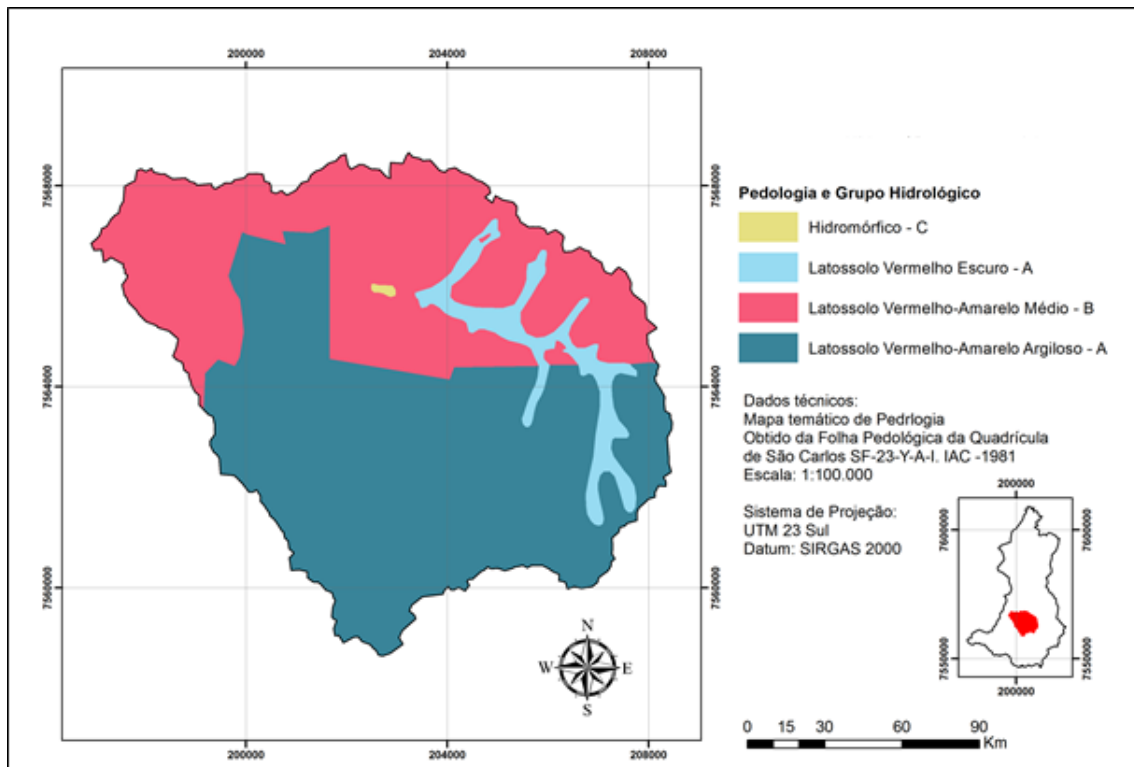 200000
204000
208000
7568000
7568000
7564000
7564000
7560000
7560000
200000
204000
208000
N
W
E
S
Pedologia e Grupo Hidrológico
Hidromórfico - C
Latossolo Vermelho Escuro - A
Latossolo Vermelho-Amarelo Médio - B
Latossolo Vermelho-Amarelo Argiloso - A
Dados técnicos:
Mapa temático de Pedrlogia
Obtido da Folha Pedológica da Quadrícula
de São Carlos SF-23-Y-A-I. IAC -1981
Escala: 1:100.000
Sistema de Projeção:
UTM 23 Sul
Datum: SIRGAS 2000
200000
7600000
7600000
7550000
7550000
200000
0 15 30 60 90
Km